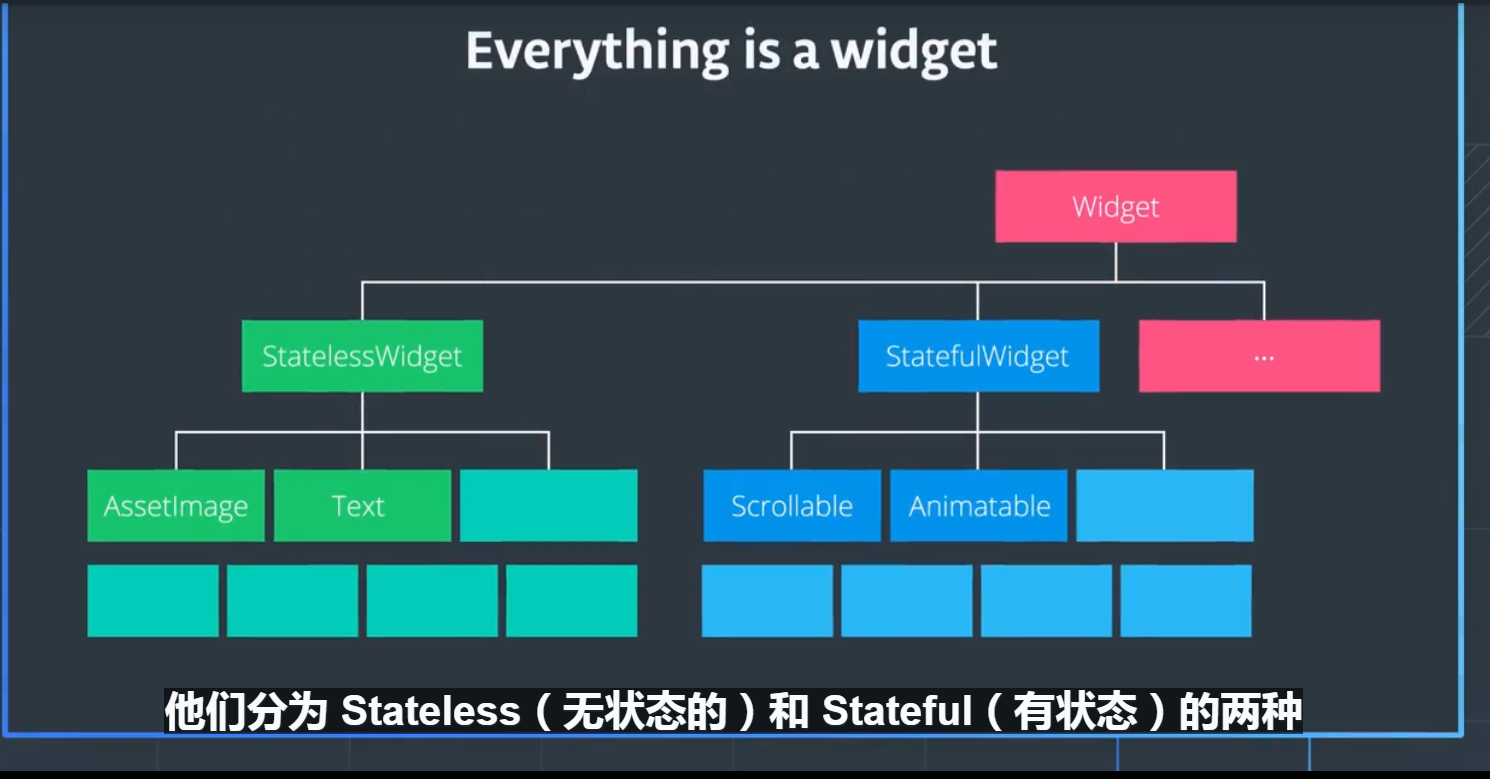 Everything is a widget
Widget
StatelessWidget
StatefulWidget
...
AssetImage
Text
Scrollable
Animatable
他们分为 Stateless（无状态的）和 Stateful（有状态）的两种